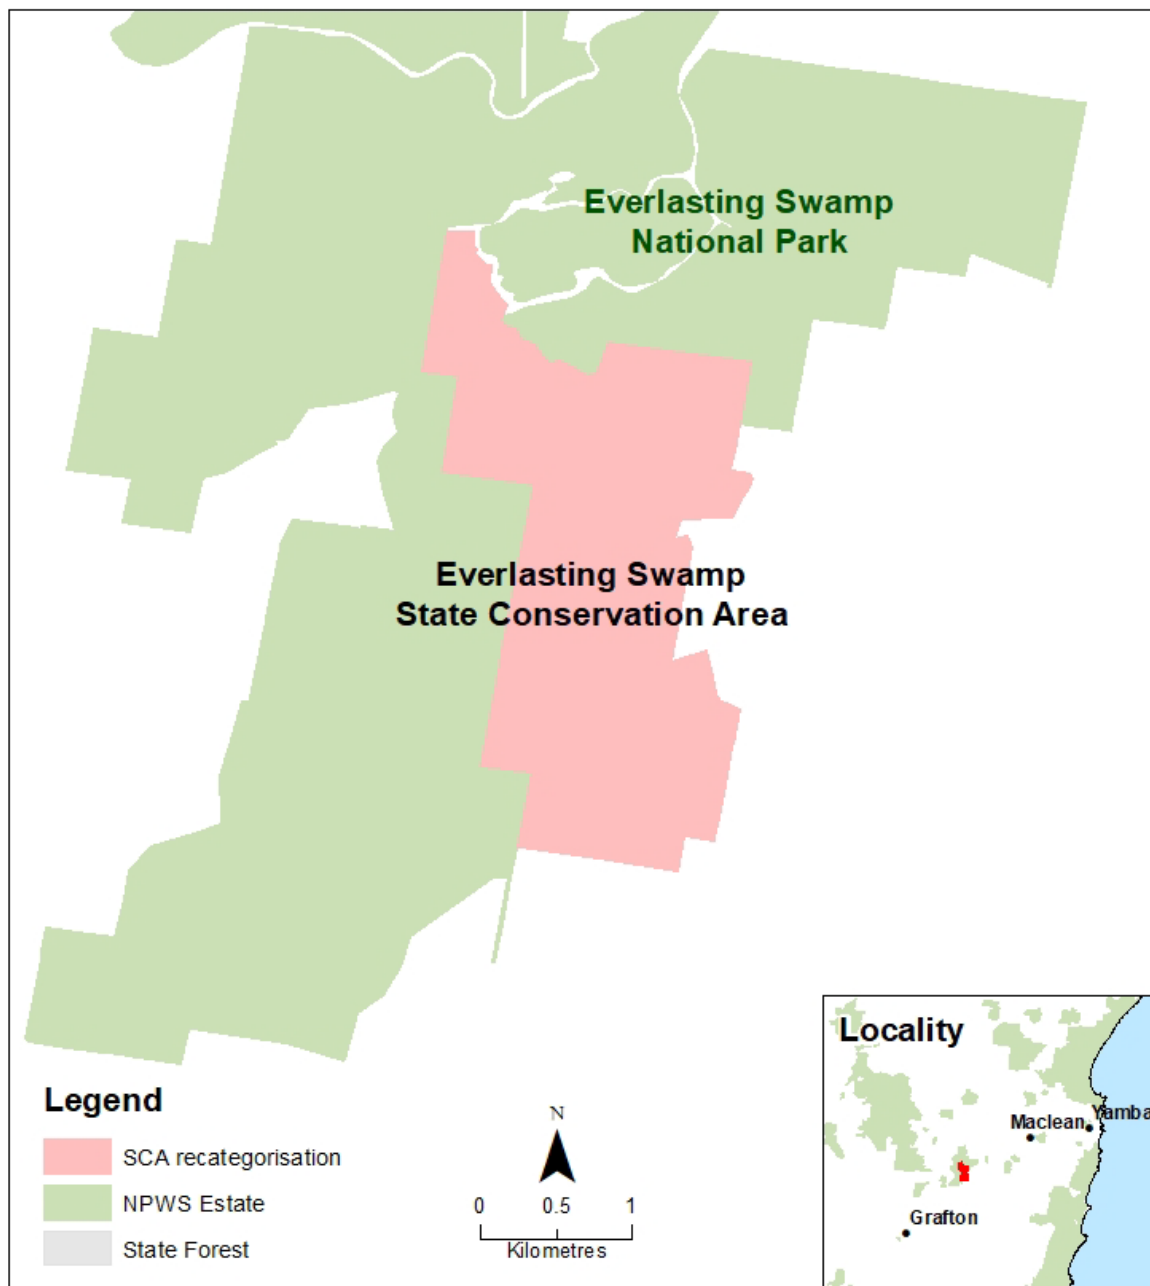 Everlasting Swamp
National Park
Everlasting Swamp
State Conservation Area
Legend
SCA recategorisation
NPWS Estate
State Forest
N
0 0.5 1
Kilometres
Locality
Maclean
Yamba
Grafton